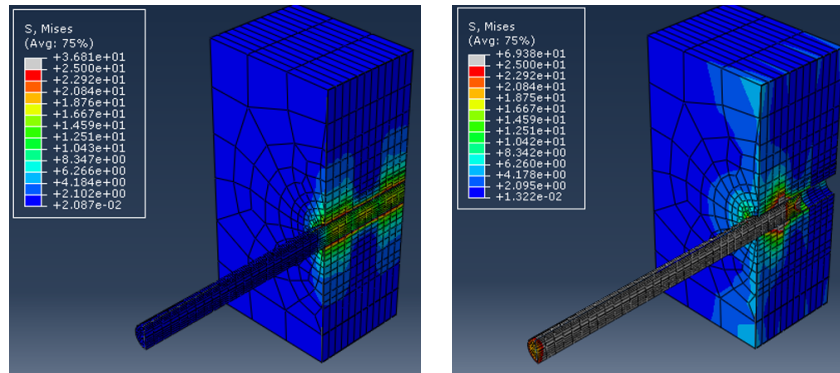 S, Mises
(Avg: 75%)
+3.681e+01
+2.500e+01
+2.292e+01
+2.084e+01
+1.876e+01
+1.667e+01
+1.459e+01
+1.251e+01
+1.043e+01
+8.347e+00
+6.266e+00
+4.184e+00
+2.102e+00
+2.087e-02
S, Mises
(Avg: 75%)
+6.938e+01
+2.500e+01
+2.292e+01
+2.084e+01
+1.875e+01
+1.667e+01
+1.459e+01
+1.251e+01
+1.042e+01
+8.342e+00
+6.260e+00
+4.178e+00
+2.095e+00
+1.322e-02